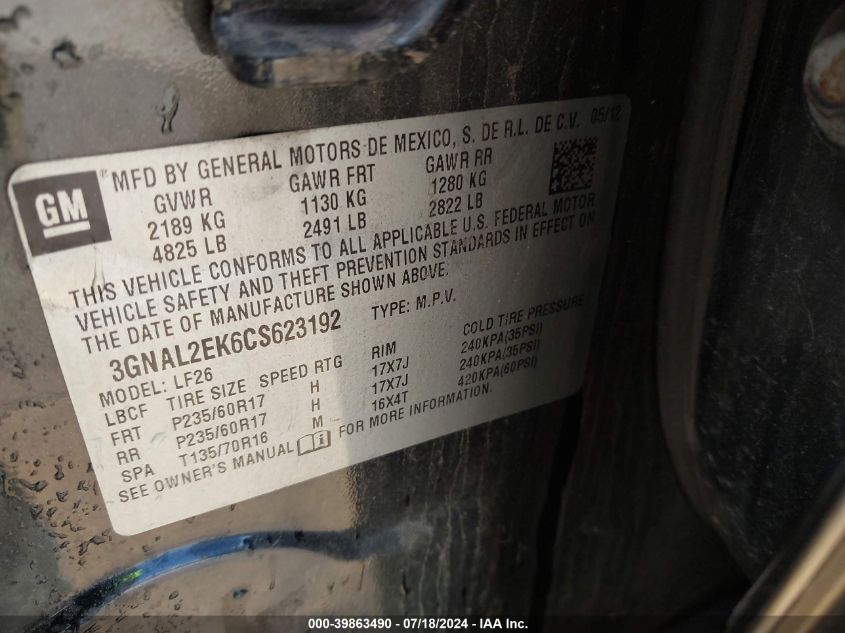 MFD BY GENERAL MOTORS DE MEXICO, S. DE R.L. DE C.V. 05/12
GM
GVWR GAWR FRT GAWR RR
2189 KG 1130 KG 1280 KG
4825 LB 2491 LB 2822 LB
THIS VEHICLE CONFORMS TO ALL APPLICABLE U.S. FEDERAL MOTOR
VEHICLE SAFETY AND THEFT PREVENTION STANDARDS IN EFFECT ON
THE DATE OF MANUFACTURE SHOWN ABOVE.
3GNAL2EK6CS623192 TYPE: M.P.V.
MODEL: LF26
LBCF TIRE SIZE SPEED RTG RIM COLD TIRE PRESSURE
FRT P235/60R17 H 17X7J 240KPA(35PSI)
RR P235/60R17 H 17X7J 240KPA(35PSI)
SPA T135/70R16 M 16X4T 420KPA(60PSI)
SEE OWNER'S MANUAL FOR MORE INFORMATION.
000-39863490 - 07/18/2024 - IAA Inc.